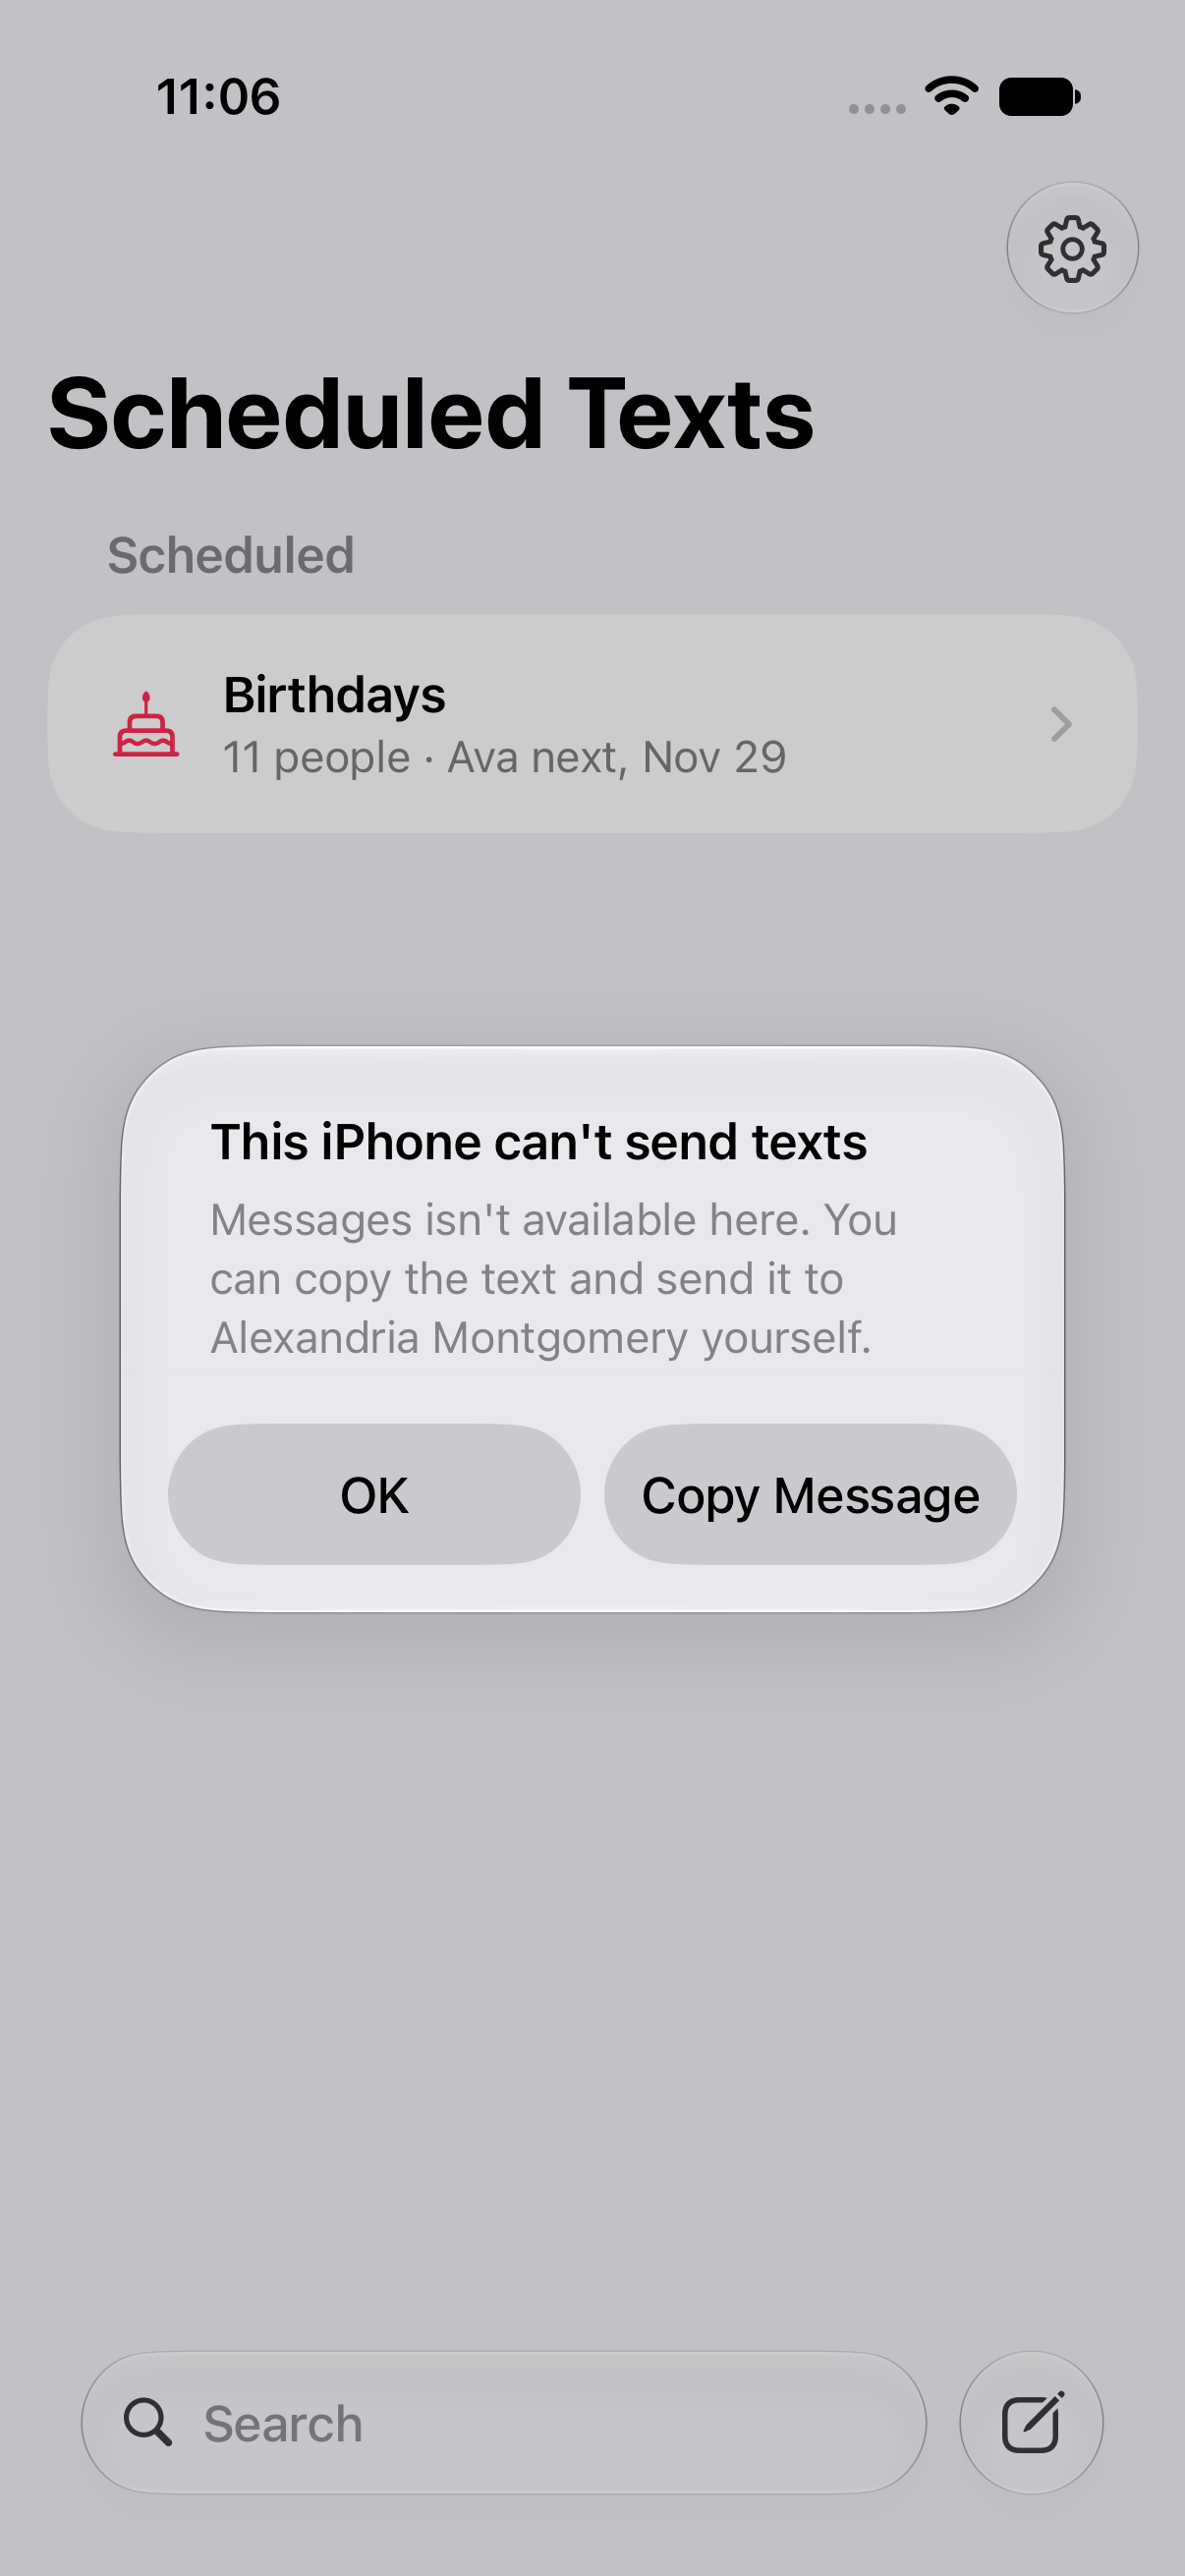 11:06
Scheduled Texts
Scheduled
Birthdays
11 people · Ava next, Nov 29
This iPhone can't send texts
Messages isn't available here. You
can copy the text and send it to
Alexandria Montgomery yourself.
OK
Copy Message
Search